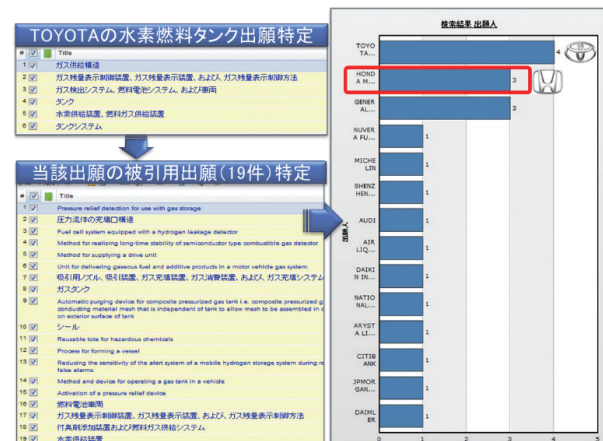 TOYOTAの水素燃料タンク出願特定
# Title
1 ガス供給構造
2 ガス残量表示制御装置、ガス残量表示装置、および、ガス残量表示制御方法
3 ガス検出システム、燃料電池システム、および車両
4 タンク
5 水素供給装置、燃料ガス供給装置
6 タンクシステム
当該出願の被引用出願(19件)特定
# Title
1 Pressure relief detection for use with gas storage
2 圧力流体の充填口構造
3 Fuel cell system equipped with a hydrogen leakage detector
4 Method for realizing long-time stability of semiconductor type combustible gas detector
5 Method for supplying a drive unit
6 Unit for delivering gaseous fuel and additive products in a motor vehicle gas system
7 吸引用ノズル、吸引装置、ガス充填装置、ガス消費装置、および、ガス充填システム
8 ガスタンク
9 Automatic purging device for composite pressurized gas tank i.e. composite pressurized g
conducting material mesh that is independent of tank to allow mesh to be assembled in c
on exterior surface of tank
10 シール
11 Reusable tote for hazardous chemicals
12 Process for forming a vessel
13 Reducing the sensitivity of the alert system of a mobile hydrogen storage system during re
false alarms
14 Method and device for operating a gas tank in a vehicle
15 Activation of a pressure relief device
16 燃料電池車両
17 ガス残量表示制御装置、ガス残量表示装置、および、ガス残量表示制御方法
18 付臭剤添加装置および燃料ガス供給システム
19 水素供給装置
検索結果 出願人
出願人
TOYO
TA...
4
HOND
A M...
3
GENER
AL...
3
NUVER
A FU...
1
MICHE
LIN
1
SHENZ
HEN...
1
AUDI
1
AIR
LIQ...
1
DAIKI
N IN...
1
NATIO
NAL...
1
ARYST
A LI...
1
CITIB
ANK
1
JPMOR
GAN...
1
DAIML
ER
1
0 1 2 3 4 5